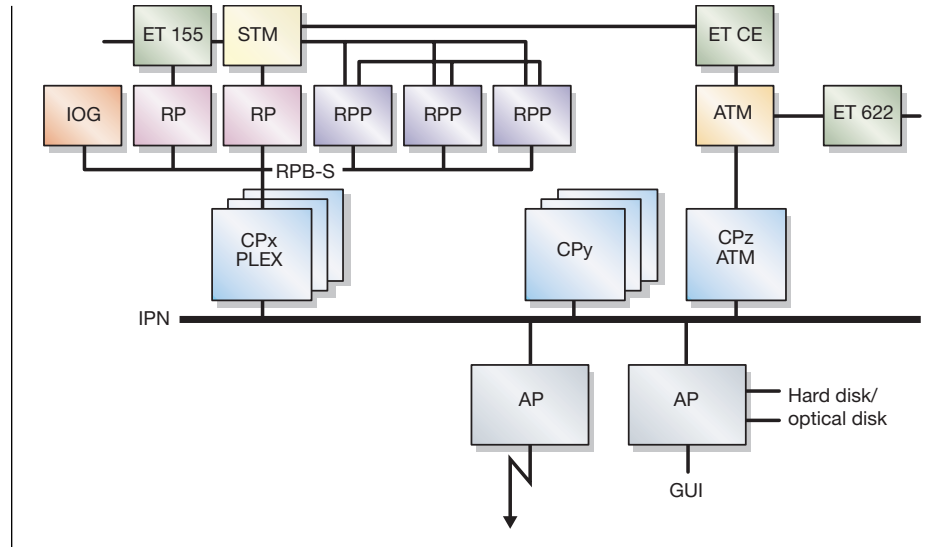 ET 155
STM
ET CE
IOG
RP
RP
RPP
RPP
RPP
ATM
ET 622
RPB-S
CPx
PLEX
CPy
CPz
ATM
IPN
AP
AP
Hard disk/
optical disk
GUI